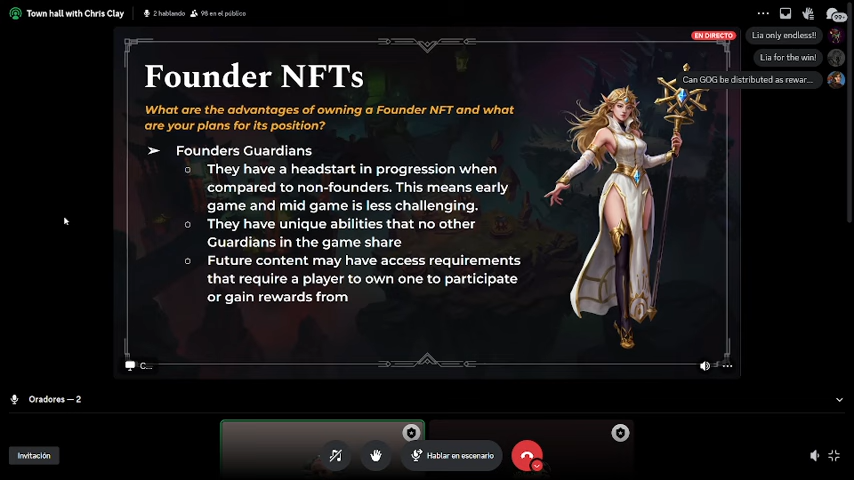 Town hall with Chris Clay
2 hablando
98 en el público
99+
EN DIRECTO
Lia only endless!!
Lia for the win!
Can GOG be distributed as rewar...
Founder NFTs
What are the advantages of owning a Founder NFT and what
are your plans for its position?
➤ Founders Guardians
○ They have a headstart in progression when
compared to non-founders. This means early
game and mid game is less challenging.
○ They have unique abilities that no other
Guardians in the game share
○ Future content may have access requirements
that require a player to own one to participate
or gain rewards from
C...
Oradores — 2
Invitación
Hablar en escenario